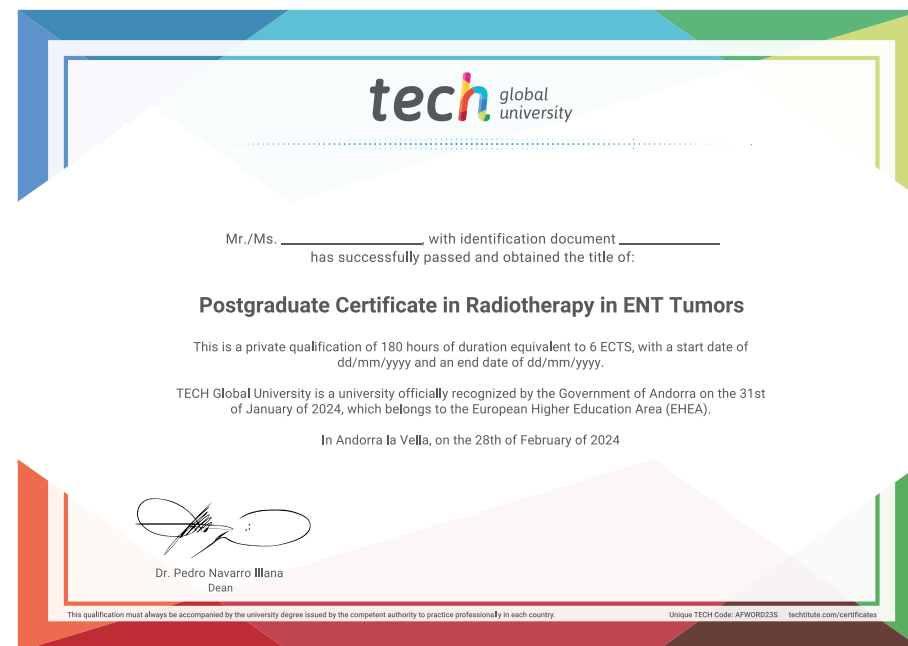 tech global
university
Mr./Ms. ____________________, with identification document ______________
has successfully passed and obtained the title of:
Postgraduate Certificate in Radiotherapy in ENT Tumors
This is a private qualification of 180 hours of duration equivalent to 6 ECTS, with a start date of
dd/mm/yyyy and an end date of dd/mm/yyyy.
TECH Global University is a university officially recognized by the Government of Andorra on the 31st
of January of 2024, which belongs to the European Higher Education Area (EHEA).
In Andorra la Vella, on the 28th of February of 2024
Dr. Pedro Navarro Illana
Dean
This qualification must always be accompanied by the university degree issued by the competent authority to practice professionally in each country. Unique TECH Code: AFWORD23S techtitute.com/certificates